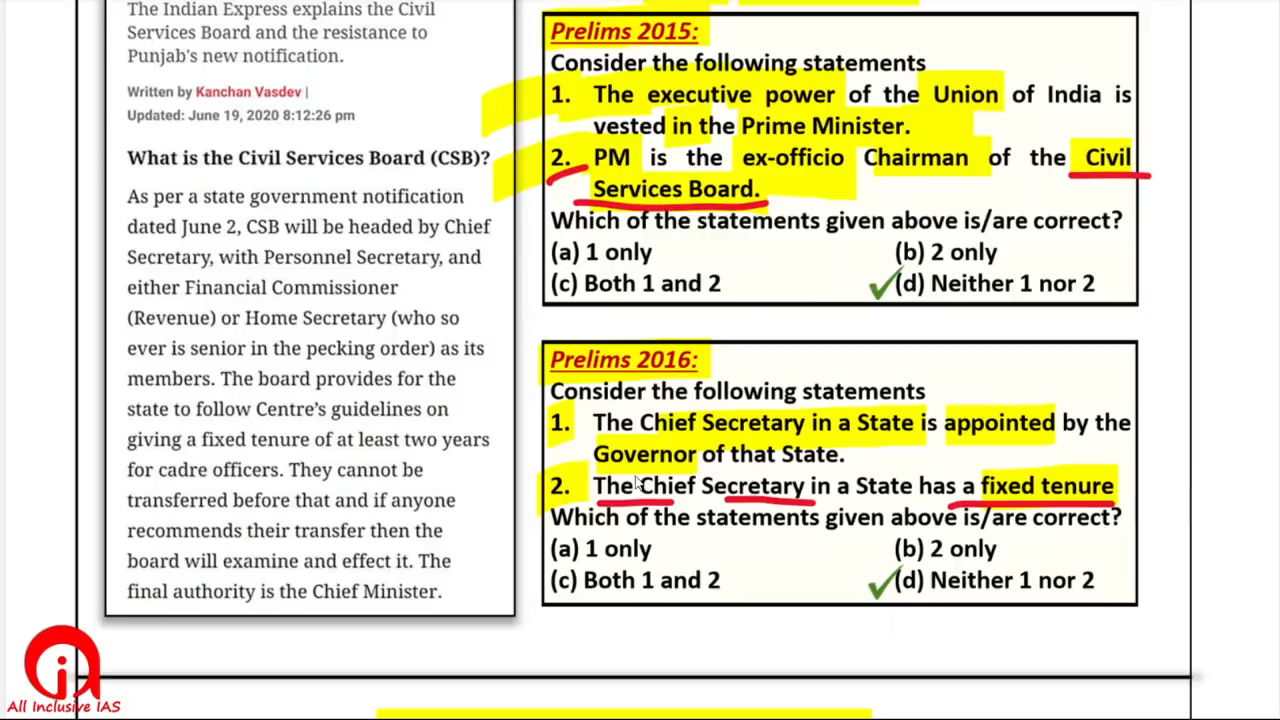 The Indian Express explains the Civil
Services Board and the resistance to
Punjab's new notification.
Written by Kanchan Vasdev |
Updated: June 19, 2020 8:12:26 pm
What is the Civil Services Board (CSB)?
As per a state government notification
dated June 2, CSB will be headed by Chief
Secretary, with Personnel Secretary, and
either Financial Commissioner
(Revenue) or Home Secretary (who so
ever is senior in the pecking order) as its
members. The board provides for the
state to follow Centre's guidelines on
giving a fixed tenure of at least two years
for cadre officers. They cannot be
transferred before that and if anyone
recommends their transfer then the
board will examine and effect it. The
final authority is the Chief Minister.
Prelims 2015:
Consider the following statements
1. The executive power of the Union of India is
vested in the Prime Minister.
2. PM is the ex-officio Chairman of the Civil
Services Board.
Which of the statements given above is/are correct?
(a) 1 only (b) 2 only
(c) Both 1 and 2 (d) Neither 1 nor 2
Prelims 2016:
Consider the following statements
1. The Chief Secretary in a State is appointed by the
Governor of that State.
2. The Chief Secretary in a State has a fixed tenure
Which of the statements given above is/are correct?
(a) 1 only (b) 2 only
(c) Both 1 and 2 (d) Neither 1 nor 2
All Inclusive IAS